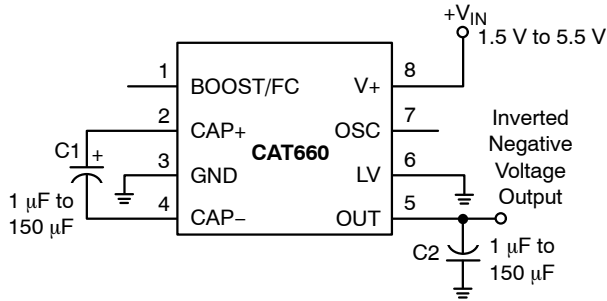 +VIN
1.5 V to 5.5 V
1
BOOST/FC
V+
8
2
CAP+
OSC
7
CAT660
C1
+
3
GND
LV
6
1 μF to
150 μF
4
CAP−
OUT
5
Inverted
Negative
Voltage
Output
C2
1 μF to
150 μF